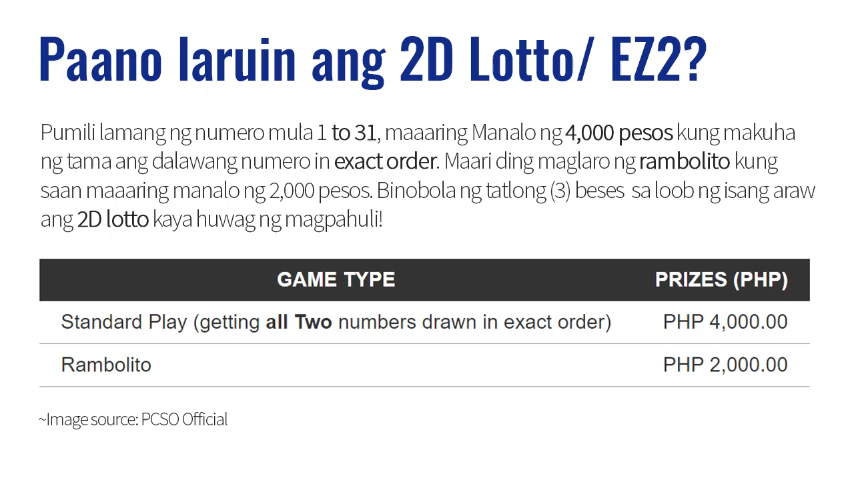 Paano laruin ang 2D Lotto/ EZ2?
Pumili lamang ng numero mula 1 to 31, maaaring Manalo ng 4,000 pesos kung makuha
ng tama ang dalawang numero in exact order. Maari ding maglaro ng rambolito kung
saan maaaring manalo ng 2,000 pesos. Binobola ng tatlong (3) beses sa loob ng isang araw
ang 2D lotto kaya huwag ng magpahuli!
GAME TYPE PRIZES (PHP)
Standard Play (getting all Two numbers drawn in exact order) PHP 4,000.00
Rambolito PHP 2,000.00
~Image source: PCSO Official